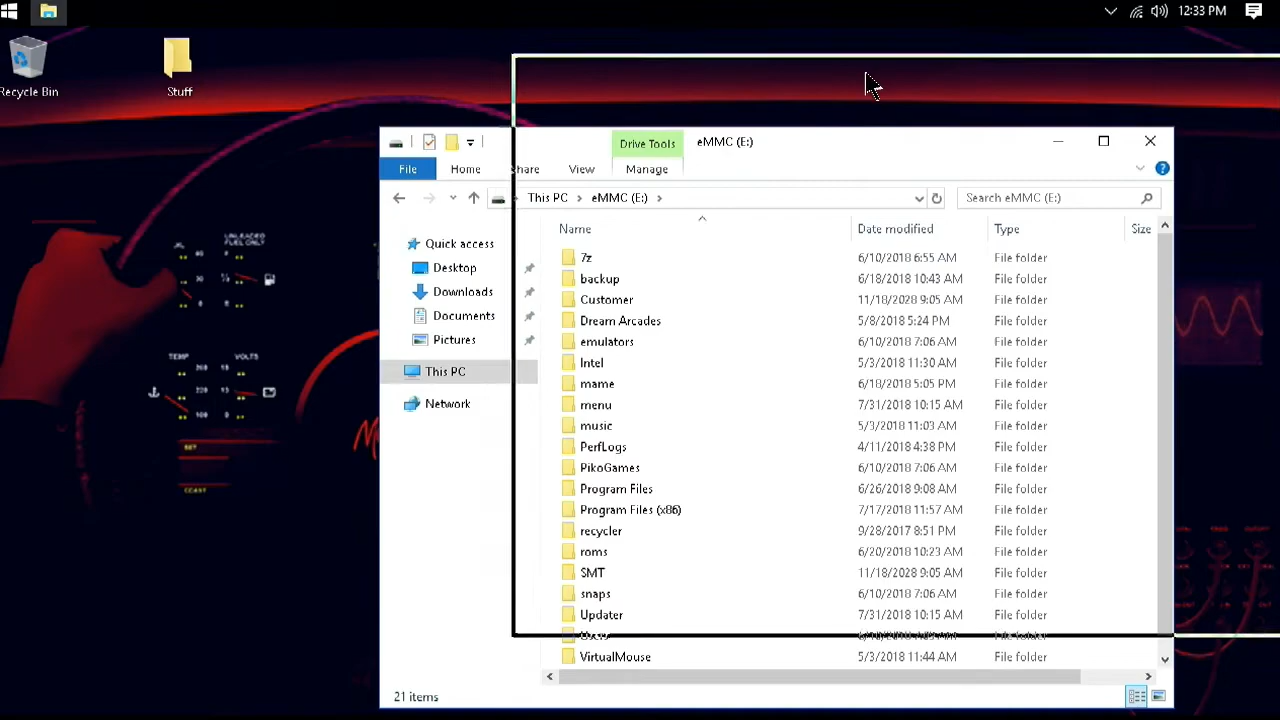 12:33 PM
Recycle Bin
Stuff
UNLEADED
FUEL ONLY
TEMP
VOLTS
Drive Tools
eMMC (E:)
File
Home
Share
View
Manage
This PC
eMMC (E:)
Search eMMC (E:)
Quick access
Desktop
Downloads
Documents
Pictures
This PC
Network
Name Date modified Type Size
7z 6/10/2018 6:55 AM File folder
backup 6/18/2018 10:43 AM File folder
Customer 11/18/2028 9:05 AM File folder
Dream Arcades 5/8/2018 5:24 PM File folder
emulators 6/10/2018 7:06 AM File folder
Intel 5/3/2018 11:30 AM File folder
mame 6/18/2018 5:05 PM File folder
menu 7/31/2018 10:15 AM File folder
music 5/3/2018 11:03 AM File folder
PerfLogs 4/11/2018 4:38 PM File folder
PikoGames 6/10/2018 7:06 AM File folder
Program Files 6/26/2018 9:08 AM File folder
Program Files (x86) 7/17/2018 11:57 AM File folder
recycler 9/28/2017 8:51 PM File folder
roms 6/20/2018 10:23 AM File folder
SMT 11/18/2028 9:05 AM File folder
snaps 6/10/2018 7:06 AM File folder
Updater 7/31/2018 10:15 AM File folder
Users File folder
VirtualMouse 5/3/2018 11:44 AM File folder
21 items